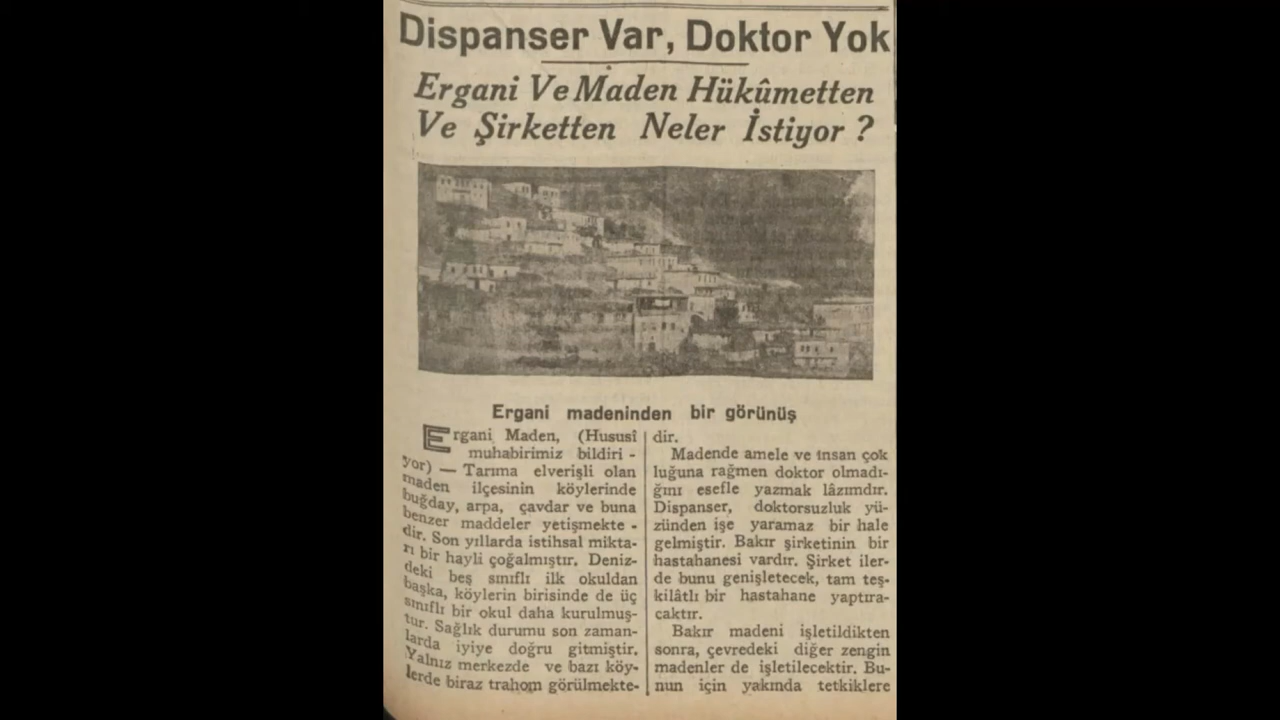 Dispanser Var, Doktor Yok
Ergani Ve Maden Hükûmetten
Ve Şirketten Neler İstiyor ?
Ergani madeninden bir görünüş
Ergani Maden, (Hususî
muhabirimiz bildiri -
yor) — Tarıma elverişli olan
maden ilçesinin köylerinde
buğday, arpa, çavdar ve buna
benzer maddeler yetişmekte -
dir. Son yıllarda istihsal mikta-
rı bir hayli çoğalmıştır. Deniz-
deki beş sınıflı ilk okuldan
başka, köylerin birisinde de üç
sınıflı bir okul daha kurulmuş-
tur. Sağlık durumu son zaman-
larda iyiye doğru gitmiştir.
Yalnız merkezde ve bazı köy-
lerde biraz trahom görülmekte-
dir.
Madende amele ve insan çok
luğuna rağmen doktor olmadı-
ğını esefle yazmak lâzımdır.
Dispanser, doktorsuzluk yü-
zünden işe yaramaz bir hale
gelmiştir. Bakır şirketinin bir
hastahanesi vardır. Şirket iler-
de bunu genişletecek, tam teş-
kilâtlı bir hastahane yaptıra-
caktır.
Bakır madeni işletildikten
sonra, çevredeki diğer zengin
madenler de işletilecektir. Bu-
nun için yakında tetkiklere